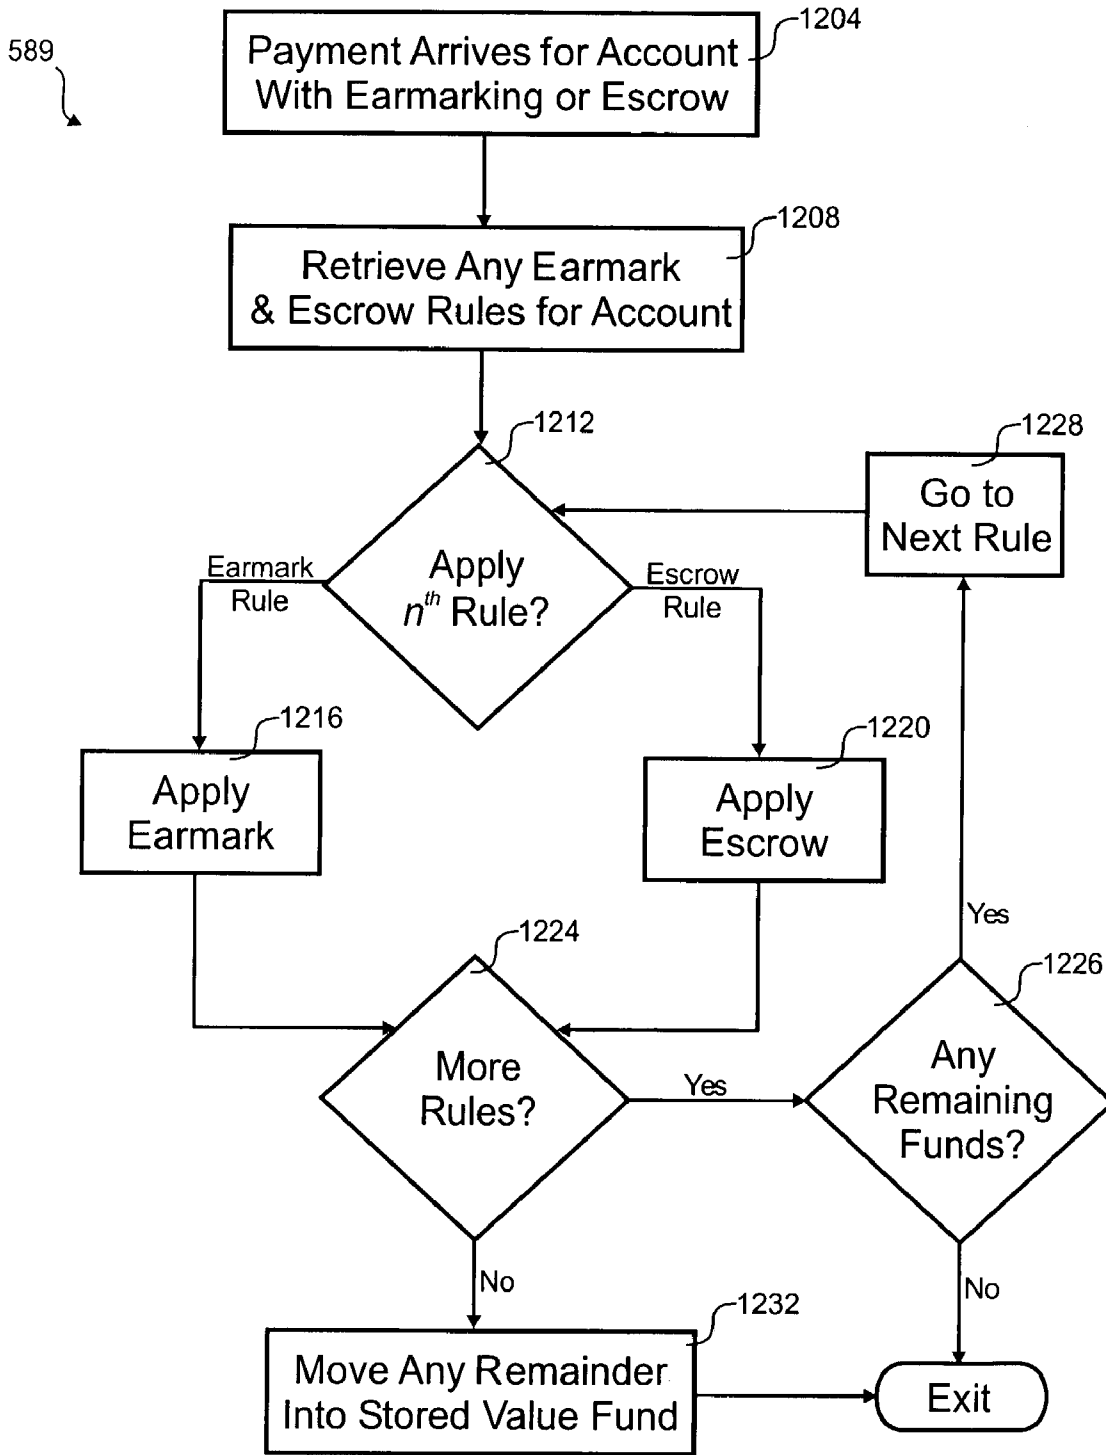 1204
589
Payment Arrives for Account
With Earmarking or Escrow
1208
Retrieve Any Earmark
& Escrow Rules for Account
1212
1228
Go to
Next Rule
Earmark
Rule
Apply
nth Rule?
Escrow
Rule
1216
1220
Apply
Earmark
Apply
Escrow
Yes
1224
1226
More
Rules?
Yes
Any
Remaining
Funds?
No
No
1232
Move Any Remainder
Into Stored Value Fund
Exit